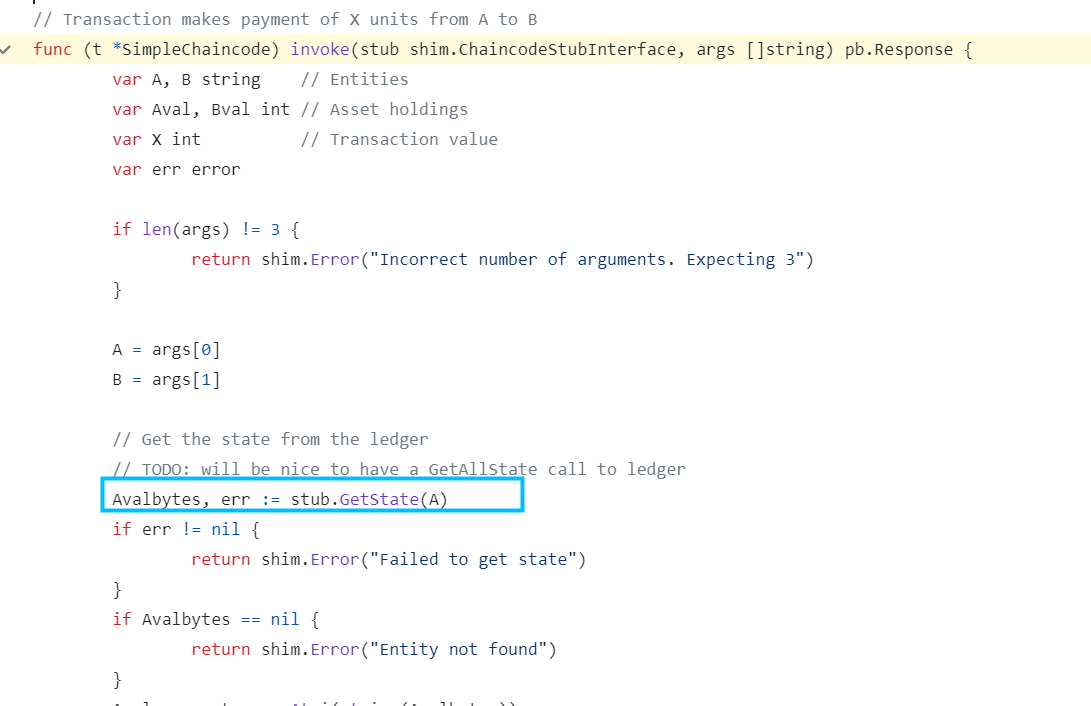 // Transaction makes payment of X units from A to B
func (t *SimpleChaincode) invoke(stub shim.ChaincodeStubInterface, args []string) pb.Response {
var A, B string    // Entities
var Aval, Bval int // Asset holdings
var X int          // Transaction value
var err error
if len(args) != 3 {
return shim.Error("Incorrect number of arguments. Expecting 3")
}
A = args[0]
B = args[1]
// Get the state from the ledger
// TODO: will be nice to have a GetAllState call to ledger
Avalbytes, err := stub.GetState(A)
if err != nil {
return shim.Error("Failed to get state")
}
if Avalbytes == nil {
return shim.Error("Entity not found")
}